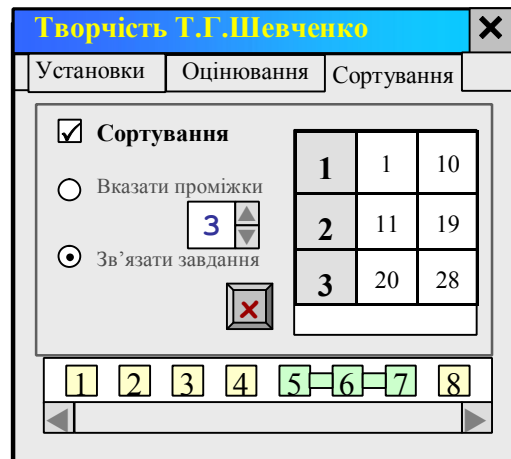 Творчість Т.Г.Шевченко
Установки Оцінювання Сортування
Сортування
Вказати проміжки
3
Зв’язати завдання
1 1 10
2 11 19
3 20 28
1 2 3 4 5 6 7 8